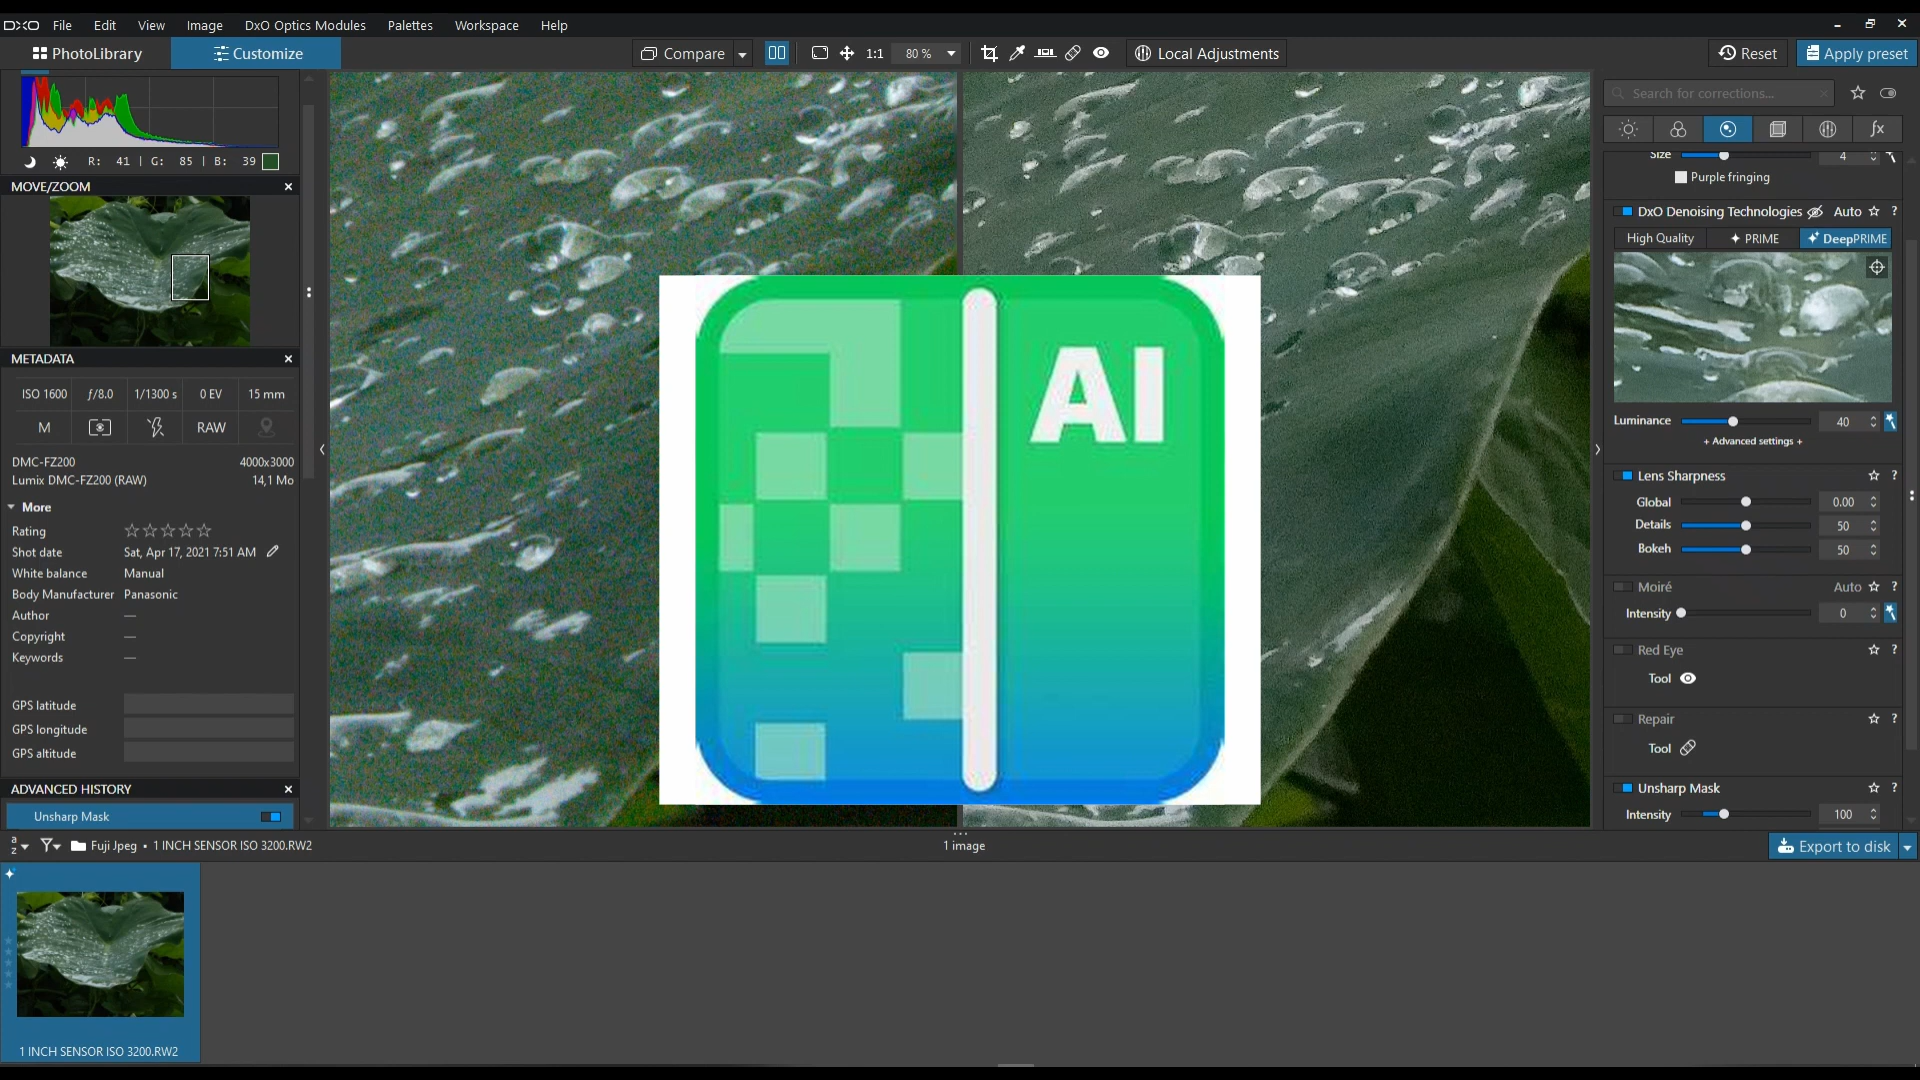 DXO File Edit View Image DxO Optics Modules Palettes Workspace Help
PhotoLibrary Customize Compare 1:1 80 % Local Adjustments Reset Apply preset
R: 41 | G: 85 | B: 39
MOVE/ZOOM
METADATA
ISO 1600 ƒ/8.0 1/1300 s 0 EV 15 mm
M RAW
DMC-FZ200 4000x3000
Lumix DMC-FZ200 (RAW) 14,1 Mo
More
Rating
Shot date Sat, Apr 17, 2021 7:51 AM
White balance Manual
Body Manufacturer Panasonic
Author —
Copyright —
Keywords —
GPS latitude
GPS longitude
GPS altitude
ADVANCED HISTORY
Unsharp Mask
AI
Search for corrections...
fx
Size 4
Purple fringing
DxO Denoising Technologies Auto ?
High Quality PRIME DeepPRIME
Luminance 40
+ Advanced settings +
Lens Sharpness ?
Global 0.00
Details 50
Bokeh 50
Moiré Auto ?
Intensity 0
Red Eye ?
Tool
Repair ?
Tool
Unsharp Mask ?
Intensity 100
a
z Fuji Jpeg • 1 INCH SENSOR ISO 3200.RW2 1 image Export to disk
1 INCH SENSOR ISO 3200.RW2